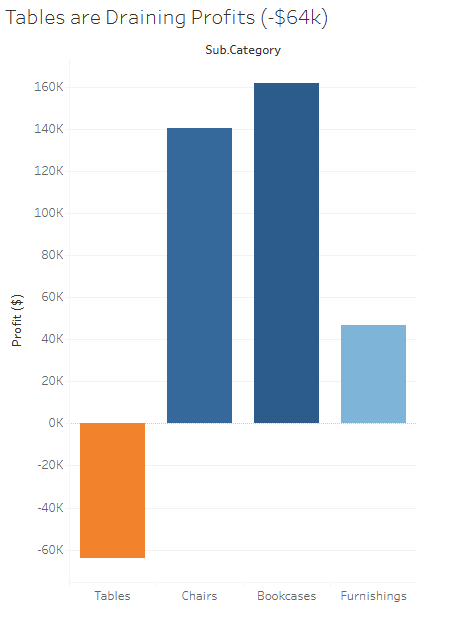 Tables are Draining Profits (-$64k)
Sub.Category
160K
140K
120K
100K
80K
60K
40K
20K
0K
-20K
-40K
-60K
Profit ($)
Tables Chairs Bookcases Furnishings